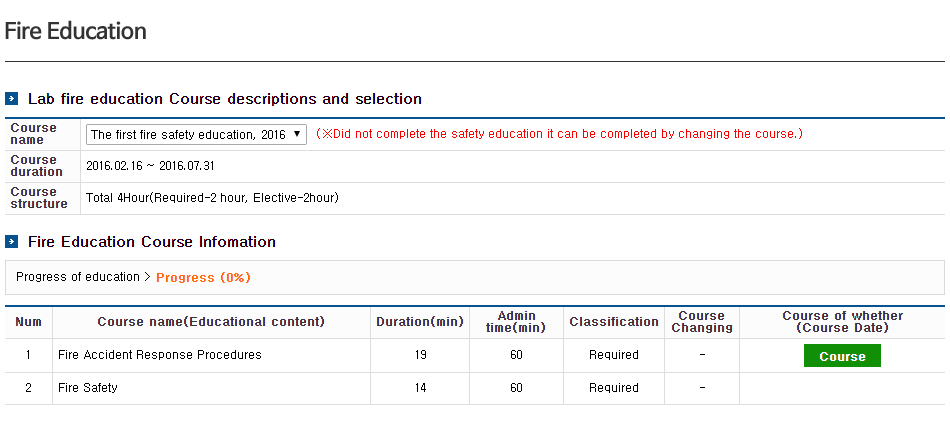 Fire Education
Lab fire education Course descriptions and selection
Course name
The first fire safety education, 2016 ▼ (※Did not complete the safety education it can be completed by changing the course.)
Course duration
2016.02.16 ~ 2016.07.31
Course structure
Total 4Hour(Required-2 hour, Elective-2hour)
Fire Education Course Infomation
Progress of education > Progress (0%)
Num Course name(Educational content) Duration(min) Admin time(min) Classification Course Changing Course of whether (Course Date)
1 Fire Accident Response Procedures 19 60 Required - Course
2 Fire Safety 14 60 Required -